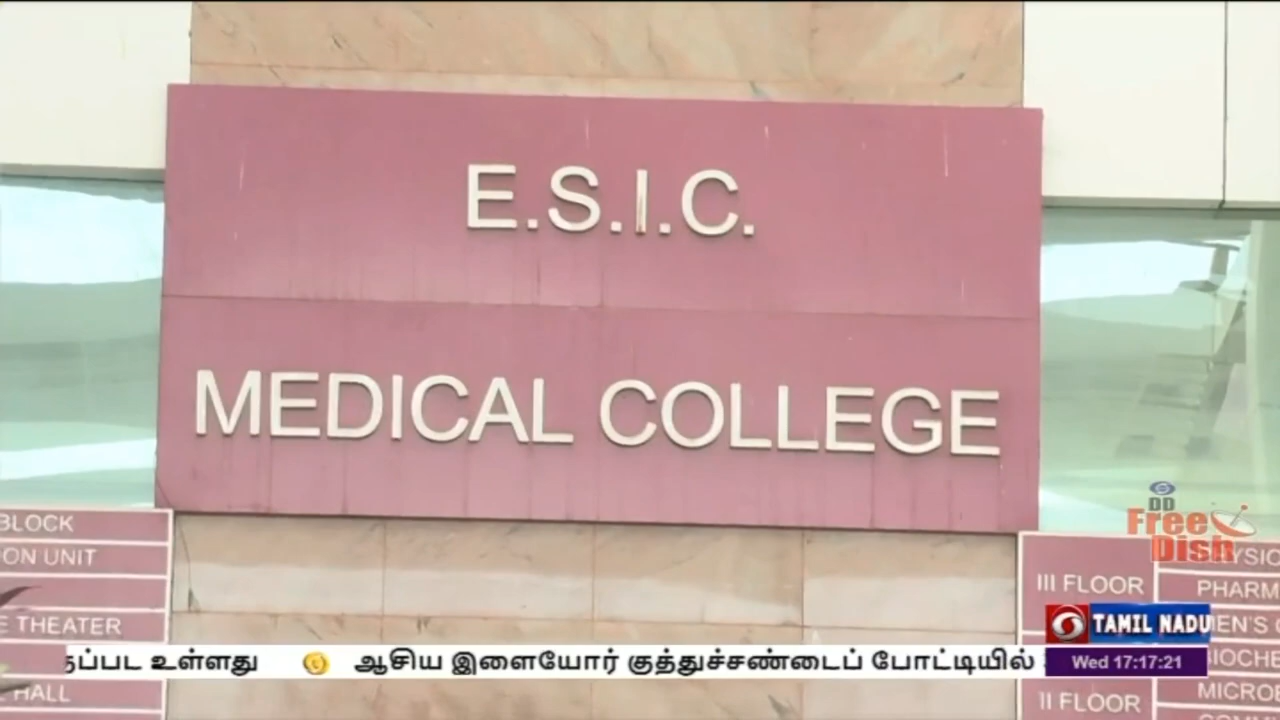 E.S.I.C.
MEDICAL COLLEGE
BLOCK
ON UNIT
E THEATER
HALL
DD
Free
Dish
III FLOOR
PHARM
II FLOOR
MICROB
TAMIL NADU
Wed 17:17:21
உள்ளது ஆசிய இளையோர் குத்துச்சண்டைப் போட்டியில்